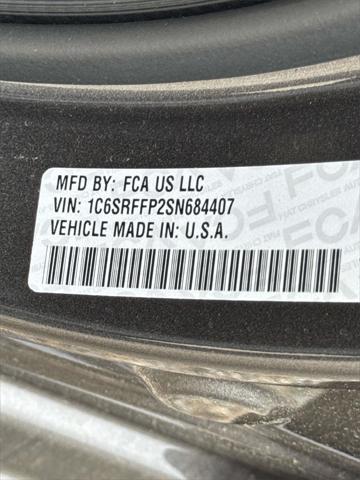 MFD BY: FCA US LLC
VIN: 1C6SRFFP2SN684407
VEHICLE MADE IN: U.S.A.